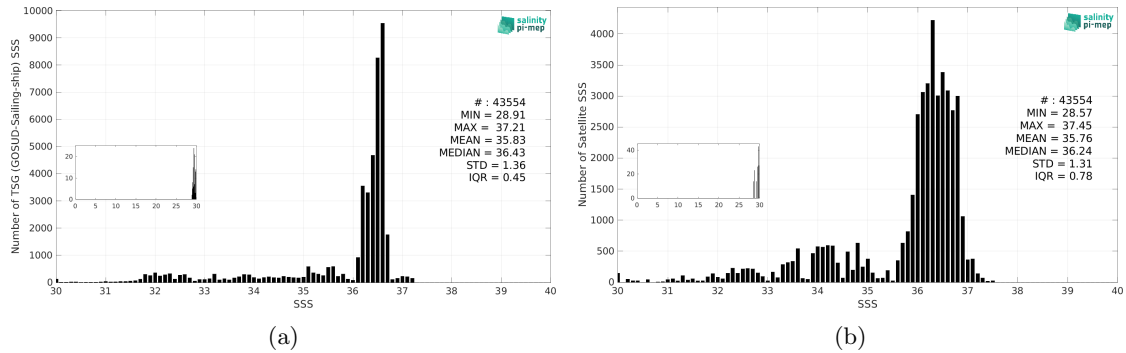 10000
9000
8000
7000
6000
5000
4000
3000
2000
1000
0
Number of TSG (GOSUD-Sailing-ship) SSS
salinity
pi-mep
# : 43554
MIN = 28.91
MAX = 37.21
MEAN = 35.83
MEDIAN = 36.43
STD = 1.36
IQR = 0.45
20
10
0
0 5 10 15 20 25 30
30 31 32 33 34 35 36 37 38 39 40
SSS
(a)
4000
3500
3000
2500
2000
1500
1000
500
0
Number of Satellite SSS
salinity
pi-mep
# : 43554
MIN = 28.57
MAX = 37.45
MEAN = 35.76
MEDIAN = 36.24
STD = 1.31
IQR = 0.78
40
20
0
0 5 10 15 20 25 30
30 31 32 33 34 35 36 37 38 39 40
SSS
(b)